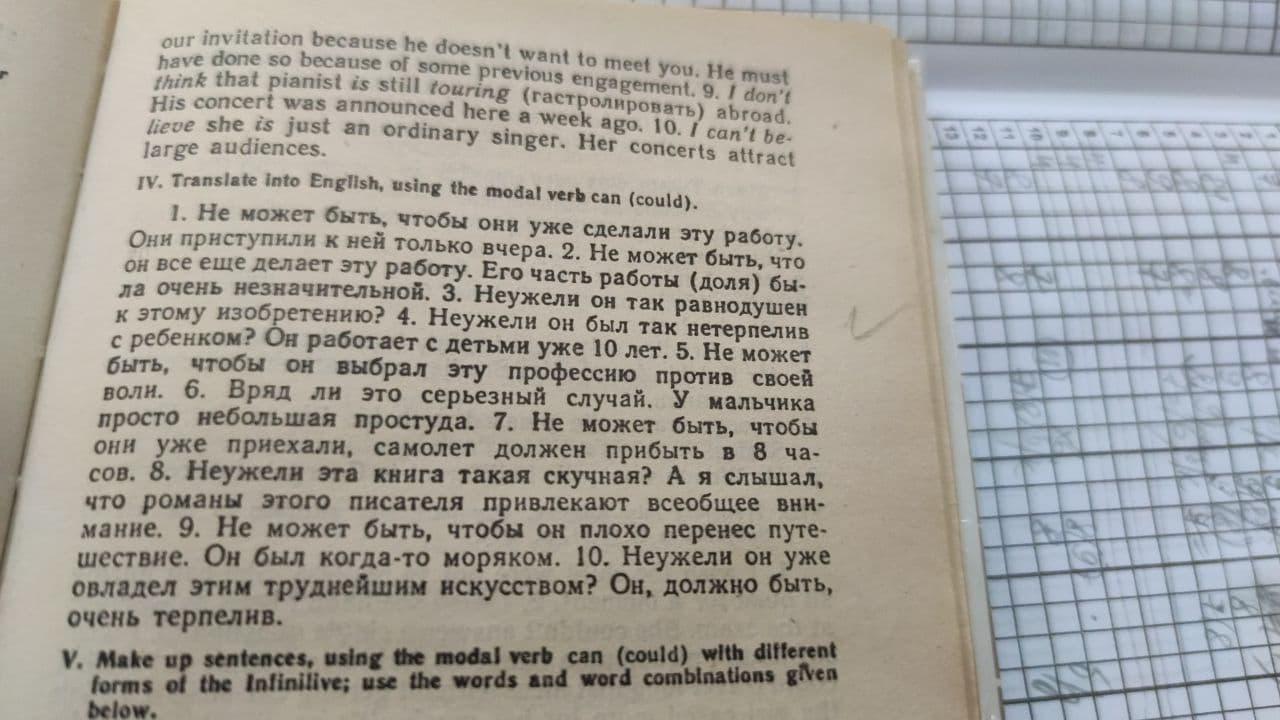 our invitation because he doesn't want to meet you. He must
have done so because of some previous engagement. 9. I don't
think that pianist is still touring (гастролировать) abroad.
His concert was announced here a week ago. 10. I can't be-
lieve she is just an ordinary singer. Her concerts attract
large audiences.
IV. Translate into English, using the modal verb can (could).
1. Не может быть, чтобы они уже сделали эту работу.
Они приступили к ней только вчера. 2. Не может быть, что
он все еще делает эту работу. Его часть работы (доля) бы-
ла очень незначительной. 3. Неужели он так равнодушен
к этому изобретению? 4. Неужели он был так нетерпелив
с ребенком? Он работает с детьми уже 10 лет. 5. Не может
быть, чтобы он выбрал эту профессию против своей
воли. 6. Вряд ли это серьезный случай. У мальчика
просто небольшая простуда. 7. Не может быть, чтобы
они уже приехали, самолет должен прибыть в 8 ча-
сов. 8. Неужели эта книга такая скучная? А я слышал,
что романы этого писателя привлекают всеобщее вни-
мание. 9. Не может быть, чтобы он плохо перенес путе-
шествие. Он был когда-то моряком. 10. Неужели он уже
овладел этим труднейшим искусством? Он, должно быть,
очень терпелив.
V. Make up sentences, using the modal verb can (could) with different
forms of the Infinilive; use the words and word combinations given
below.